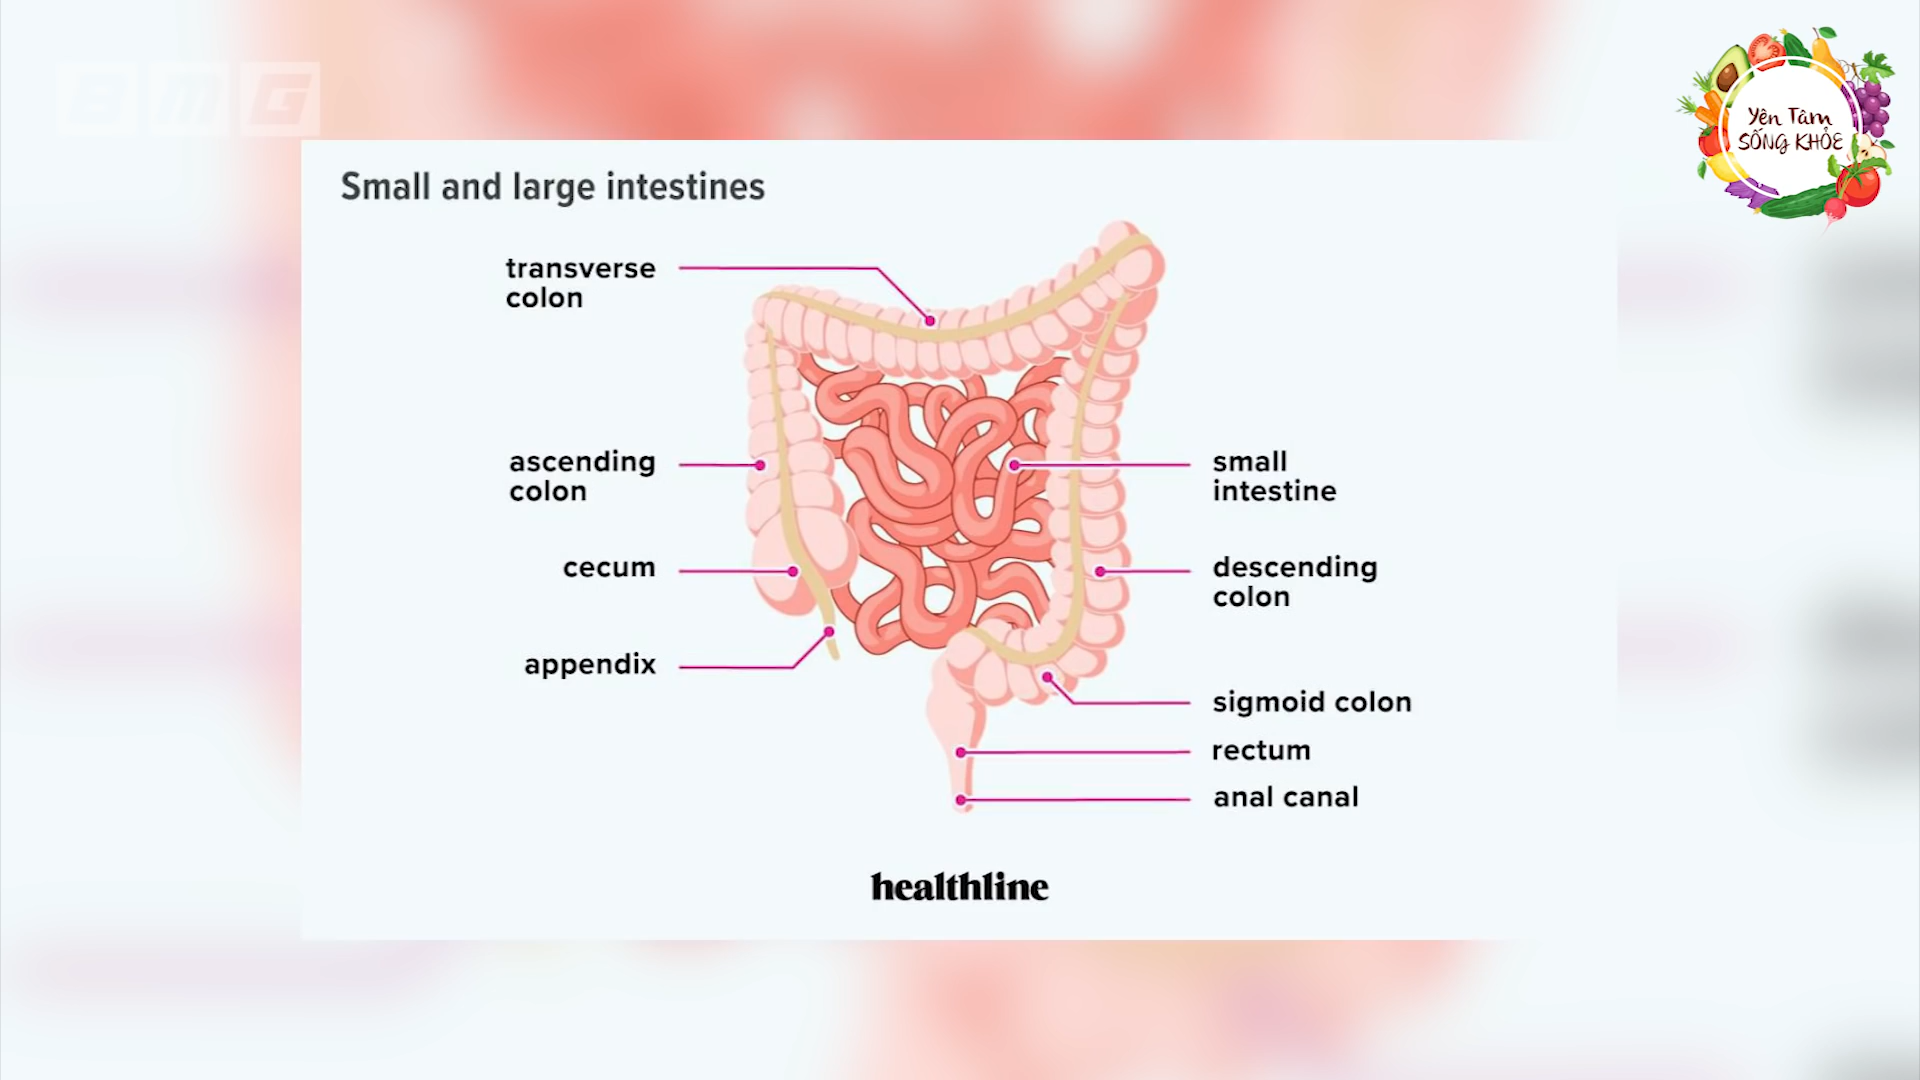 BMG
Yên Tâm
SỐNG KHỎE
Small and large intestines
transverse
colon
ascending
colon
cecum
appendix
small
intestine
descending
colon
sigmoid colon
rectum
anal canal
healthline